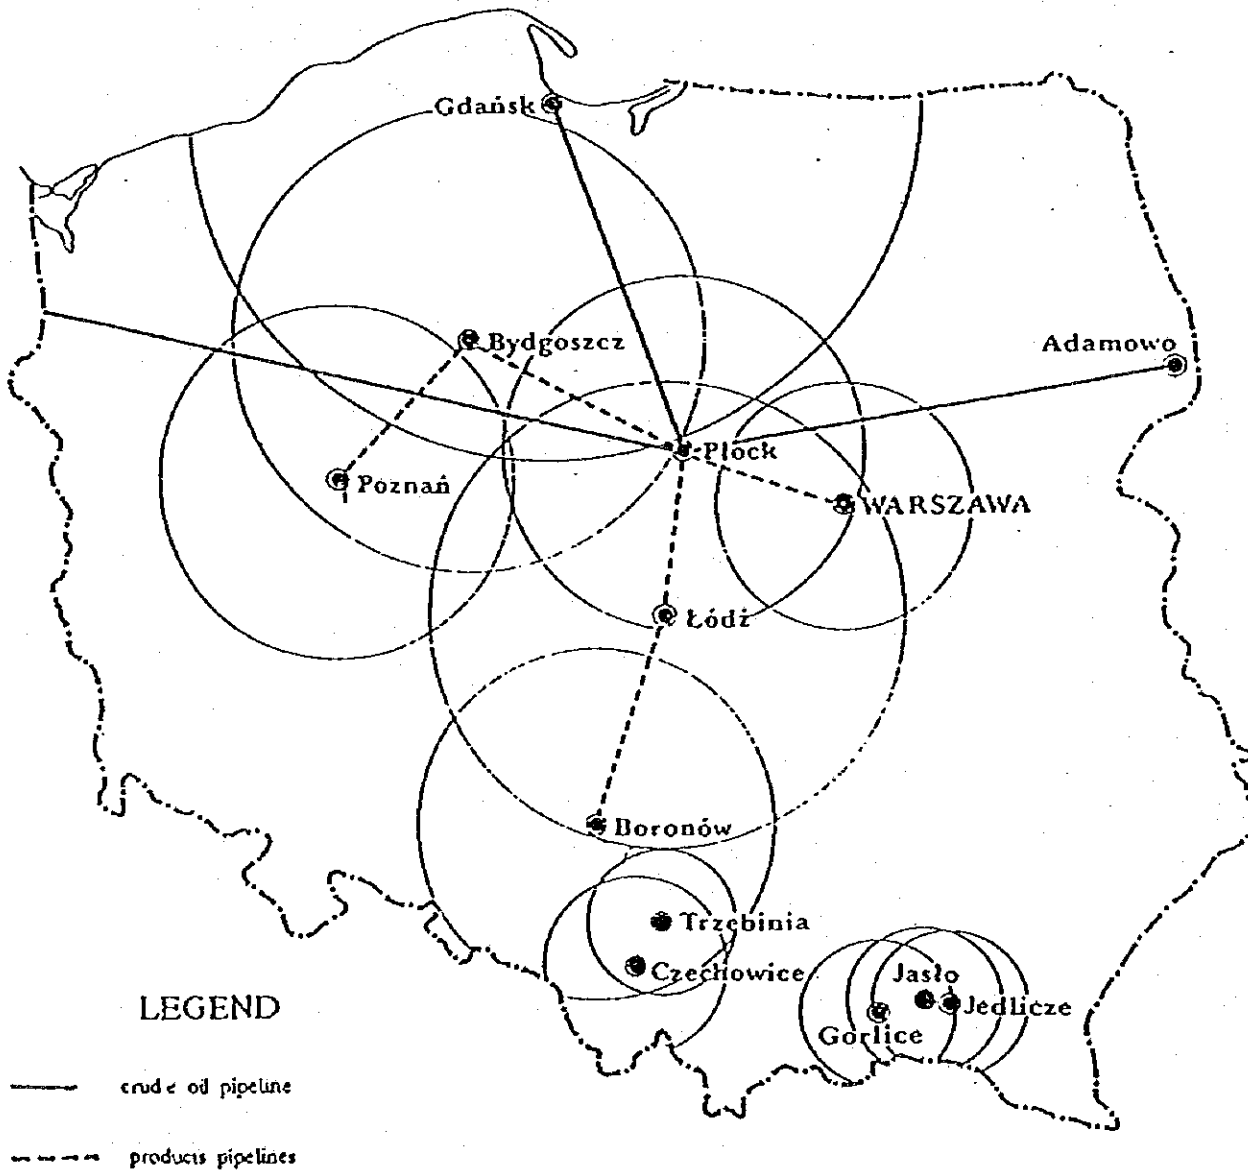 Gdańsk
Bydgoszcz
Adamowo
Płock
Poznań
WARSZAWA
Łódź
Boronów
Trzebinia
Czechowice
Jasło
Jedlicze
Gorlice
LEGEND
crude oil pipeline
products pipelines